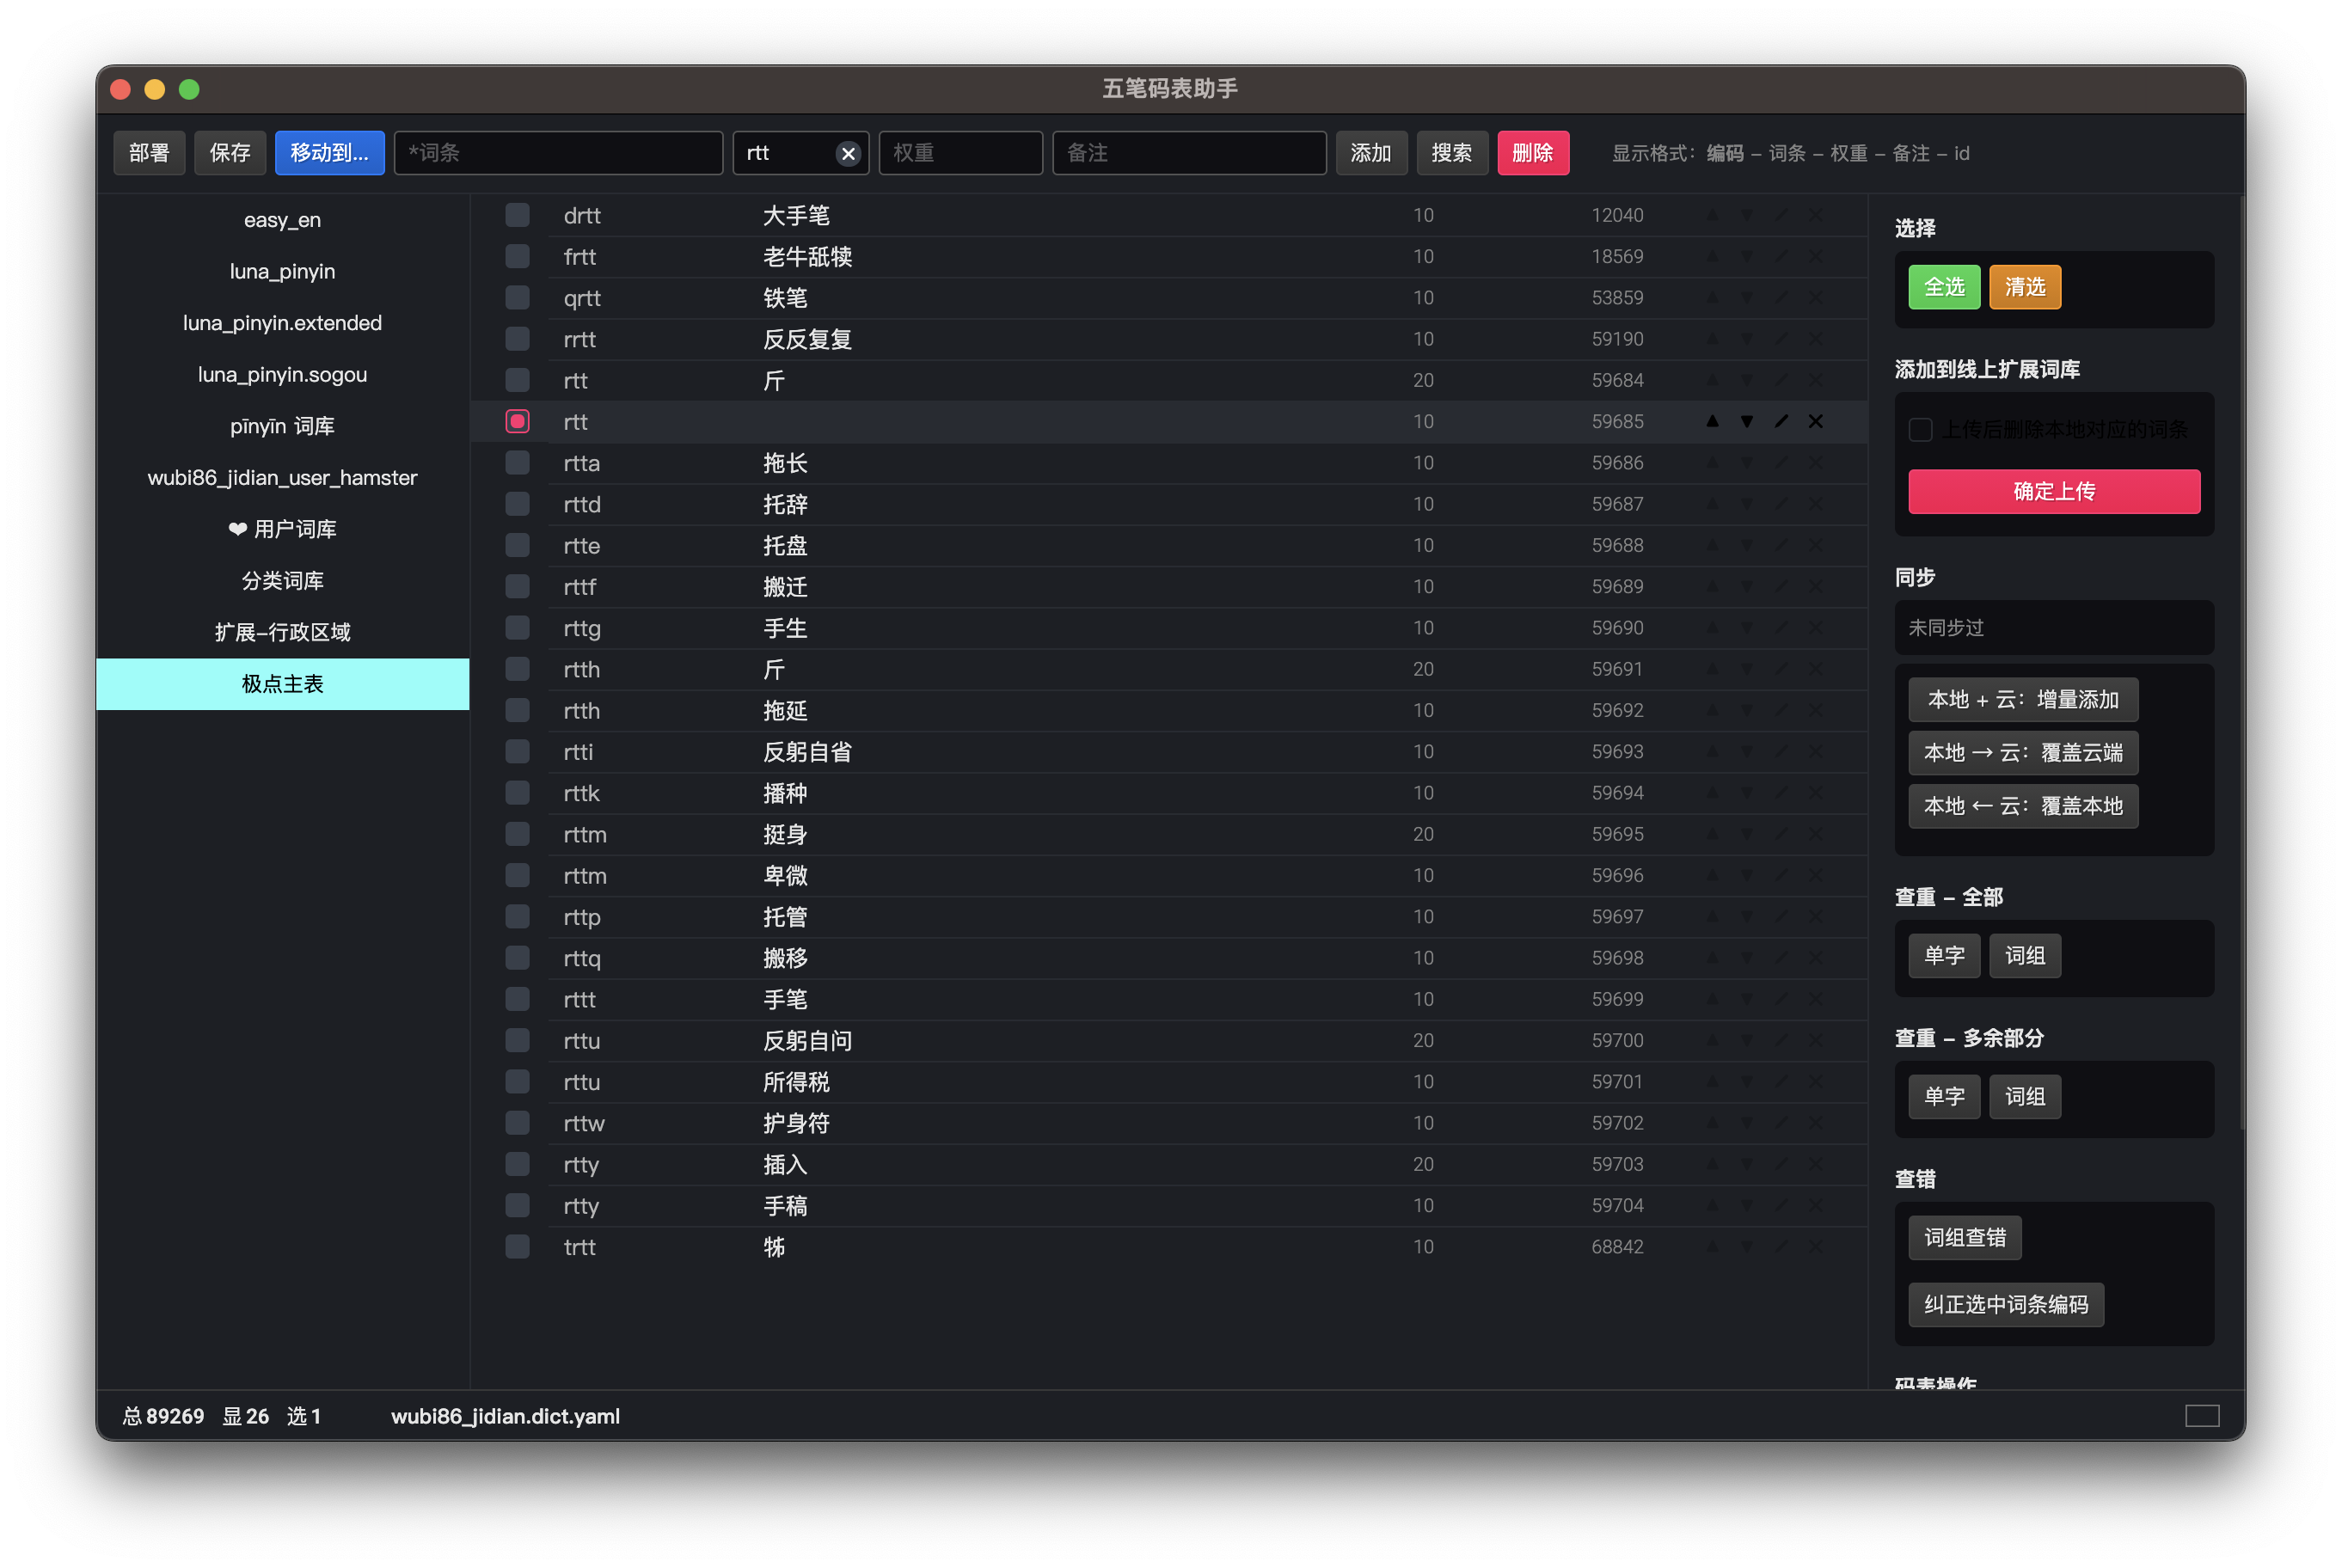 五笔码表助手
部署 保存 移动到... *词条 rtt 权重 备注 添加 搜索 删除 显示格式：编码 – 词条 – 权重 – 备注 – id
easy_en
luna_pinyin
luna_pinyin.extended
luna_pinyin.sogou
pīnyīn 词库
wubi86_jidian_user_hamster
❤ 用户词库
分类词库
扩展–行政区域
极点主表
drtt 大手笔 10 12040
frtt 老牛舐犊 10 18569
qrtt 铁笔 10 53859
rrtt 反反复复 10 59190
rtt 斤 20 59684
rtt 10 59685
rtta 拖长 10 59686
rttd 托辞 10 59687
rtte 托盘 10 59688
rttf 搬迁 10 59689
rttg 手生 10 59690
rtth 斤 20 59691
rtth 拖延 10 59692
rtti 反躬自省 10 59693
rttk 播种 10 59694
rttm 挺身 20 59695
rttm 卑微 10 59696
rttp 托管 10 59697
rttq 搬移 10 59698
rttt 手笔 10 59699
rttu 反躬自问 20 59700
rttu 所得税 10 59701
rttw 护身符 10 59702
rtty 插入 20 59703
rtty 手稿 10 59704
trtt 㹥 10 68842
选择
全选 清选
添加到线上扩展词库
上传后删除本地对应的词条
确定上传
同步
未同步过
本地 + 云：增量添加
本地 → 云：覆盖云端
本地 ← 云：覆盖本地
查重 – 全部
单字 词组
查重 – 多余部分
单字 词组
查错
词组查错
纠正选中词条编码
码表操作
总 89269 显 26 选 1 wubi86_jidian.dict.yaml